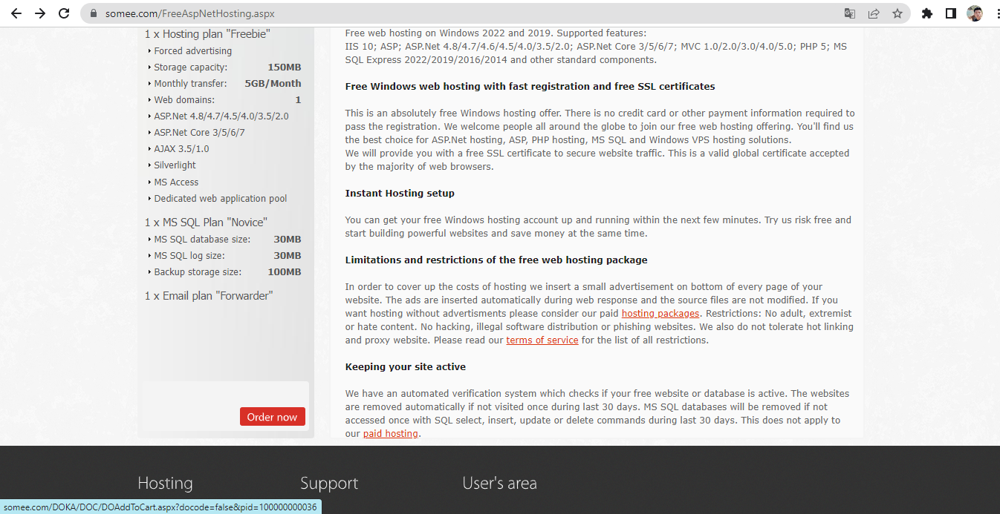 somee.com/FreeAspNetHosting.aspx
1 x Hosting plan "Freebie"
Forced advertising
Storage capacity: 150MB
Monthly transfer: 5GB/Month
Web domains: 1
ASP.Net 4.8/4.7/4.5/4.0/3.5/2.0
ASP.Net Core 3/5/6/7
AJAX 3.5/1.0
Silverlight
MS Access
Dedicated web application pool
1 x MS SQL Plan "Novice"
MS SQL database size: 30MB
MS SQL log size: 30MB
Backup storage size: 100MB
1 x Email plan "Forwarder"
Order now
Free web hosting on Windows 2022 and 2019. Supported features:
IIS 10; ASP; ASP.Net 4.8/4.7/4.6/4.5/4.0/3.5/2.0; ASP.Net Core 3/5/6/7; MVC 1.0/2.0/3.0/4.0/5.0; PHP 5; MS
SQL Express 2022/2019/2016/2014 and other standard components.
Free Windows web hosting with fast registration and free SSL certificates
This is an absolutely free Windows hosting offer. There is no credit card or other payment information required to
pass the registration. We welcome people all around the globe to join our free web hosting offering. You'll find us
the best choice for ASP.Net hosting, ASP, PHP hosting, MS SQL and Windows VPS hosting solutions.
We will provide you with a free SSL certificate to secure website traffic. This is a valid global certificate accepted
by the majority of web browsers.
Instant Hosting setup
You can get your free Windows hosting account up and running within the next few minutes. Try us risk free and
start building powerful websites and save money at the same time.
Limitations and restrictions of the free web hosting package
In order to cover up the costs of hosting we insert a small advertisement on bottom of every page of your
website. The ads are inserted automatically during web response and the source files are not modified. If you
want hosting without advertisments please consider our paid hosting packages. Restrictions: No adult, extremist
or hate content. No hacking, illegal software distribution or phishing websites. We also do not tolerate hot linking
and proxy website. Please read our terms of service for the list of all restrictions.
Keeping your site active
We have an automated verification system which checks if your free website or database is active. The websites
are removed automatically if not visited once during last 30 days. MS SQL databases will be removed if not
accessed once with SQL select, insert, update or delete commands during last 30 days. This does not apply to
our paid hosting.
Hosting
Support
User's area
somee.com/DOKA/DOC/DOAddToCart.aspx?docode=false&pid=100000000036